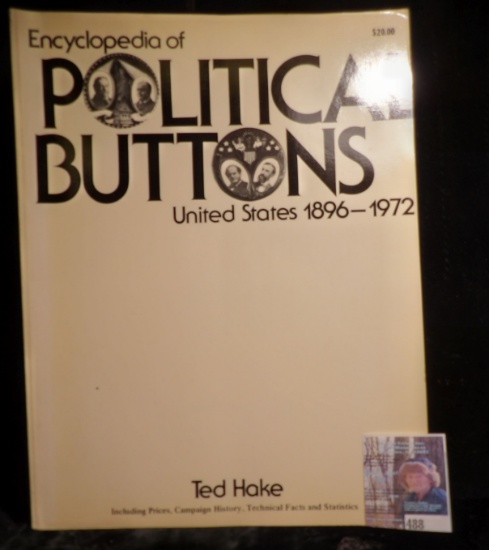 Encyclopedia of
$20.00
POLITICAL
BUTTONS
United States 1896–1972
Ted Hake
Including Prices, Campaign History, Technical Facts and Statistics
488